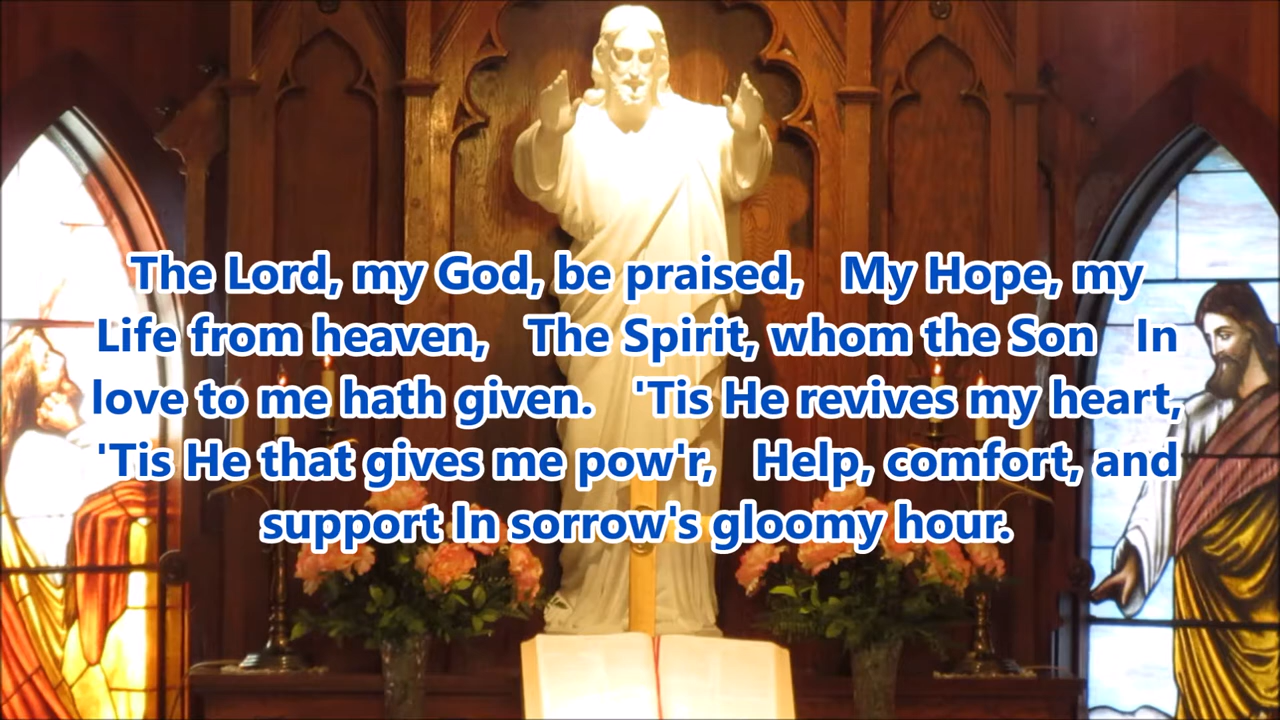 The Lord, my God, be praised,   My Hope, my
Life from heaven,   The Spirit, whom the Son   In
love to me hath given.   'Tis He revives my heart,
'Tis He that gives me pow'r,   Help, comfort, and
support In sorrow's gloomy hour.